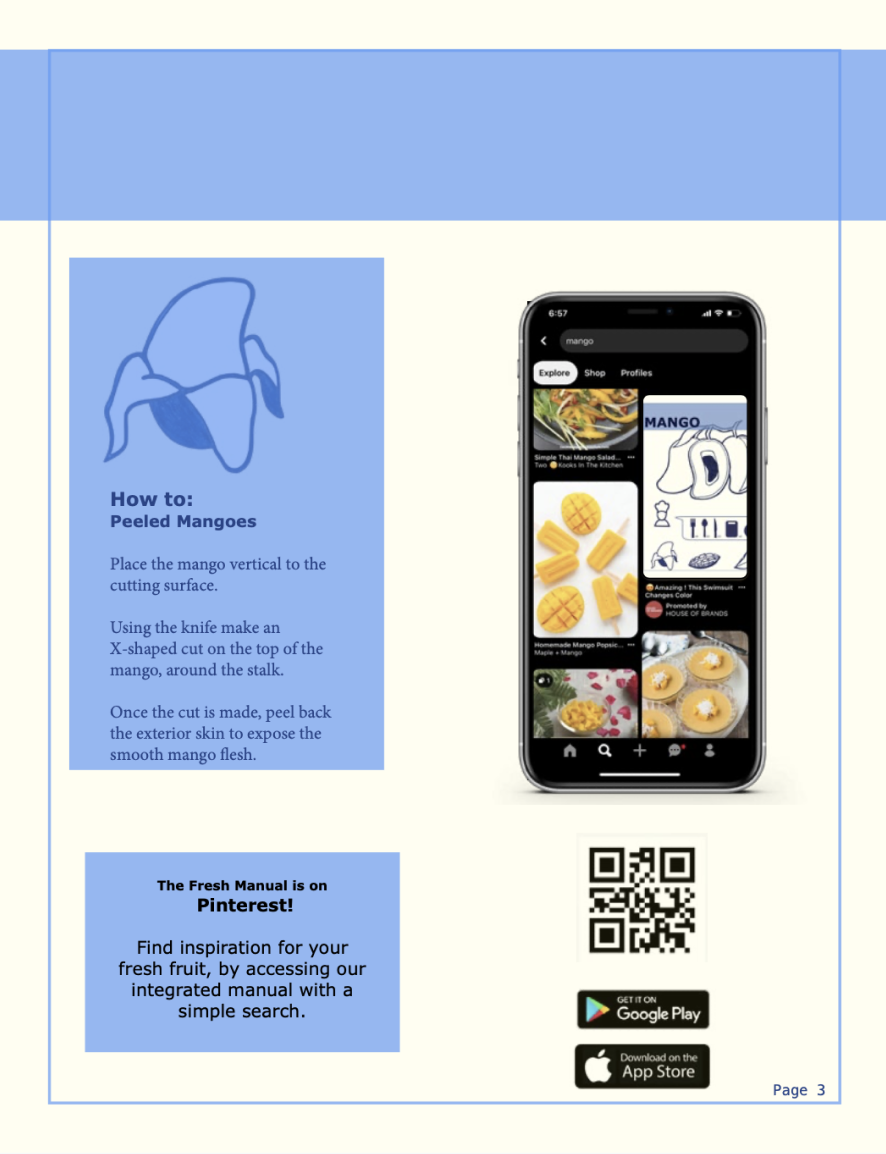 How to:
Peeled Mangoes
Place the mango vertical to the
cutting surface.
Using the knife make an
X-shaped cut on the top of the
mango, around the stalk.
Once the cut is made, peel back
the exterior skin to expose the
smooth mango flesh.
The Fresh Manual is on
Pinterest!
Find inspiration for your
fresh fruit, by accessing our
integrated manual with a
simple search.
6:57
mango
Explore Shop Profiles
Simple Thai Mango Salad...
Two Kooks In The Kitchen
MANGO
Amazing ! This Swimsuit
Changes Color
Promoted by
HOUSE OF BRANDS
Homemade Mango Popsic...
Maple + Mango
1
GET IT ON
Google Play
Download on the
App Store
Page 3